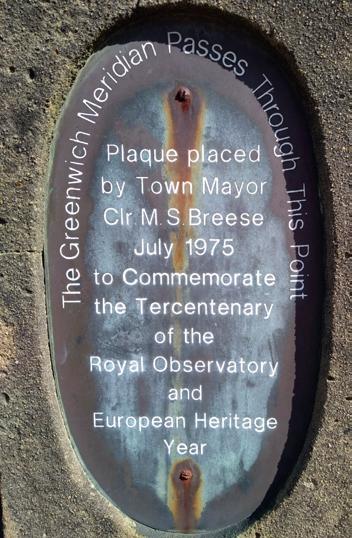 The Greenwich Meridian Passes Through This Point
Plaque placed
by Town Mayor
Clr M.S.Breese
July 1975
to Commemorate
the Tercentenary
of the
Royal Observatory
and
European Heritage
Year